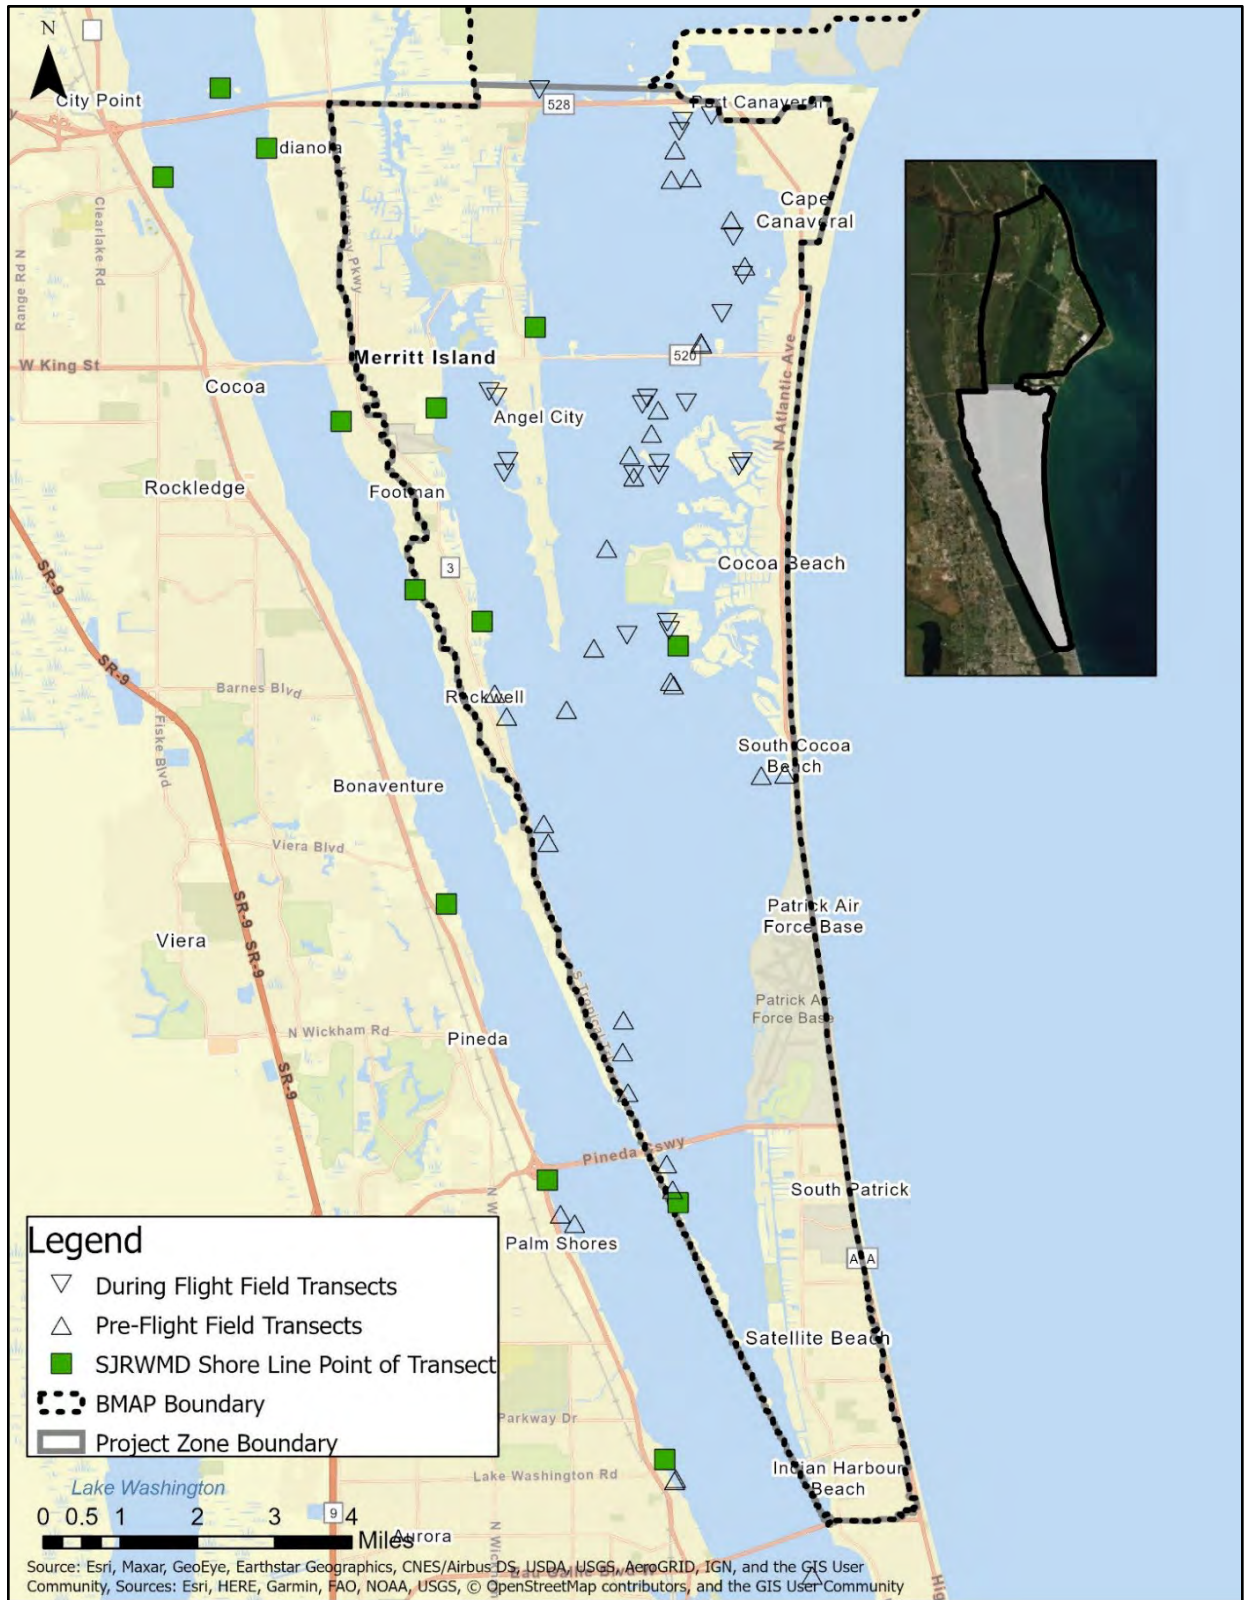 N
City Point
528
Port Canaveral
dianola
Cape
Canaveral
Clearlake Rd
Range Rd N
Pkwy
N Atlantic Ave
Merritt Island
520
W King St
Cocoa
Angel City
Rockledge
Footman
3
Cocoa Beach
SR-9
SR-9
Barnes Blvd
Rockwell
Fiske Blvd
South Cocoa
Beach
Bonaventure
Viera Blvd
SR-9
SR-9
Patrick Air
Force Base
Viera
Patrick Air
Force Base
S Tropical Tr
N Wickham Rd
Pineda
SR-9
Pineda Cswy
South Patrick
Palm Shores
A A
Legend
During Flight Field Transects
Pre-Flight Field Transects
SJRWMD Shore Line Point of Transect
BMAP Boundary
Project Zone Boundary
Satellite Beach
Parkway Dr
Lake Washington Rd
Indian Harbour
Beach
Lake Washington
0 0.5 1 2 3 4
Miles
9
Aurora
N Wickham
Eau Gallie Blvd
Source: Esri, Maxar, GeoEye, Earthstar Geographics, CNES/Airbus DS, USDA, USGS, AeroGRID, IGN, and the GIS User
Community, Sources: Esri, HERE, Garmin, FAO, NOAA, USGS, © OpenStreetMap contributors, and the GIS User Community